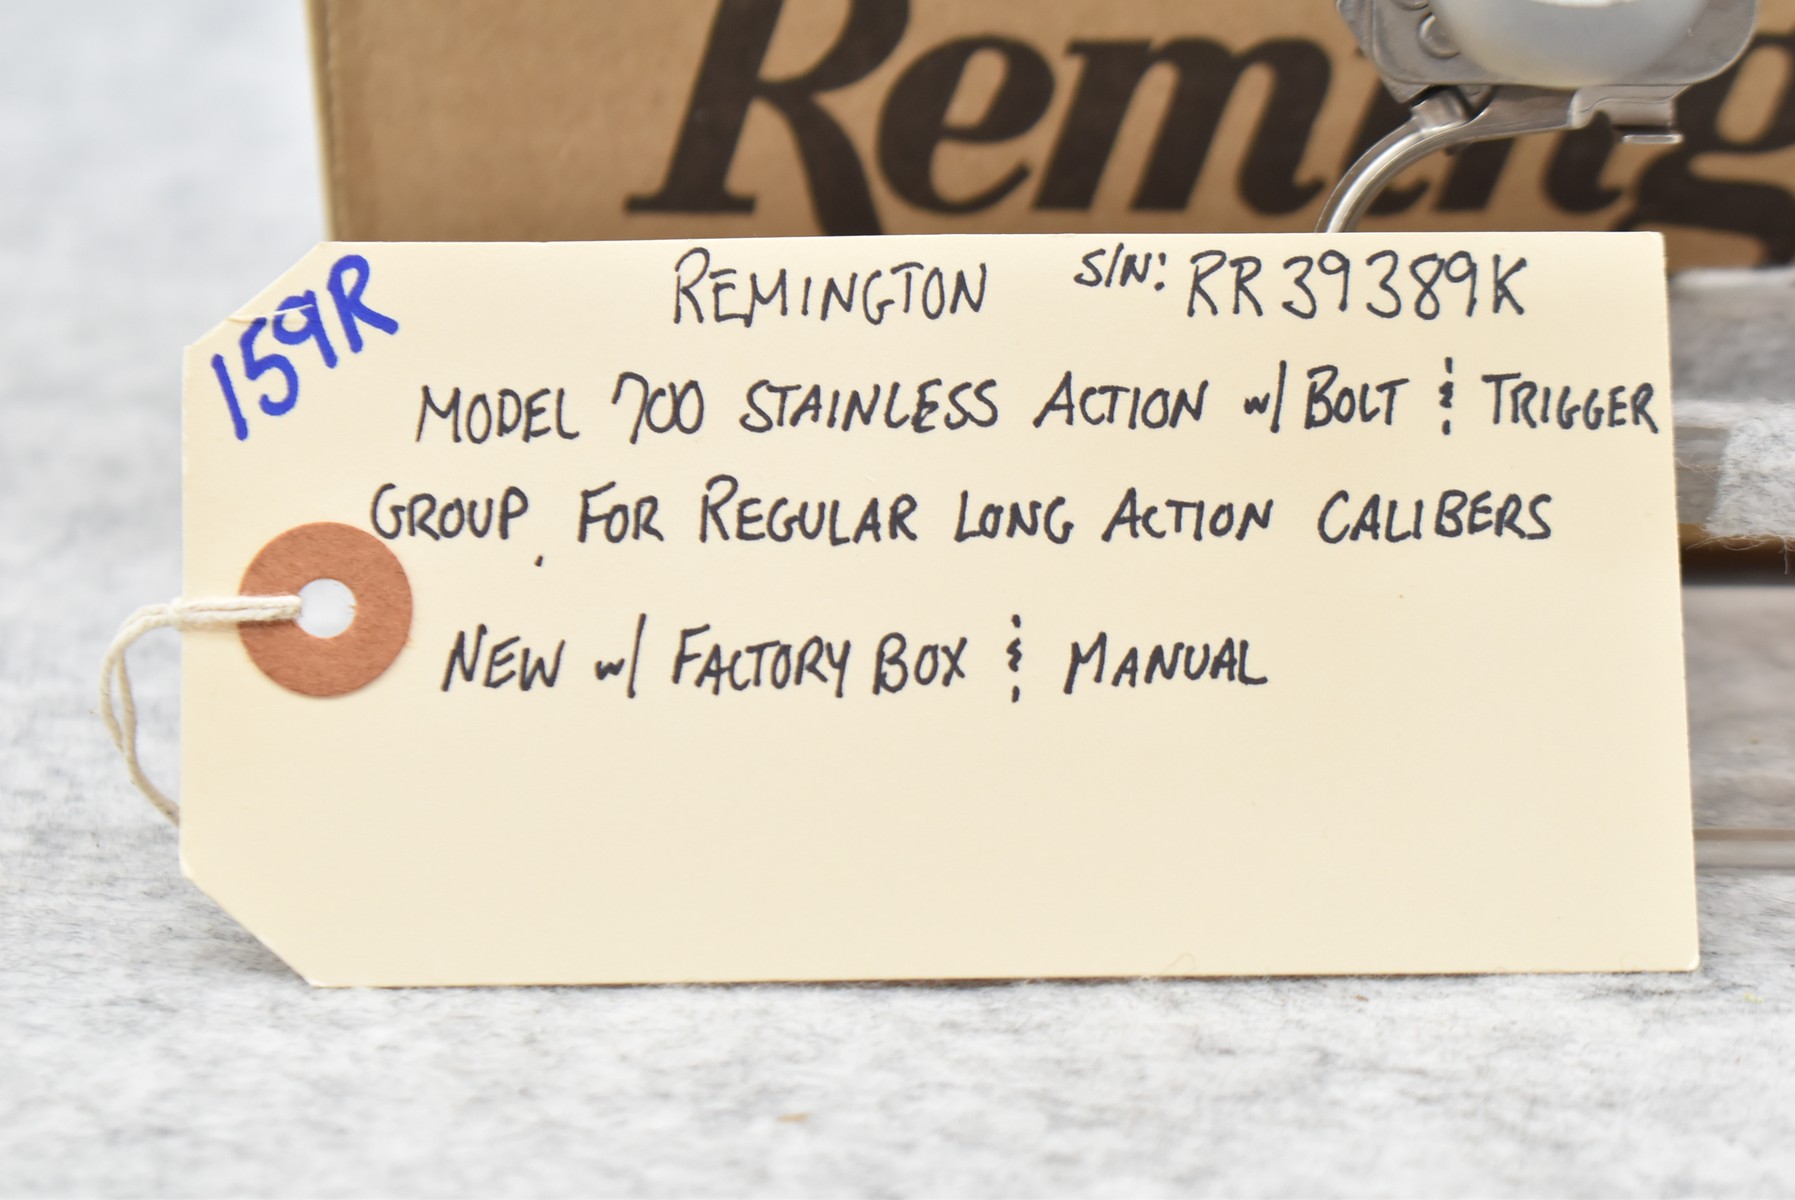 Reming
159R
REMINGTON S/N: RR39389K
MODEL 700 STAINLESS ACTION w/ BOLT & TRIGGER
GROUP. FOR REGULAR LONG ACTION CALIBERS
NEW w/ FACTORY BOX & MANUAL